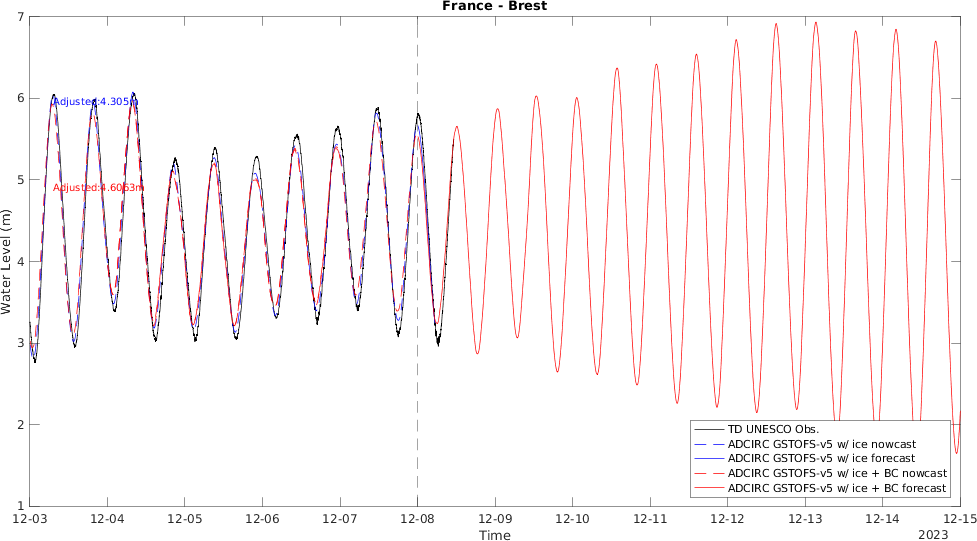 France - Brest
7
6
5
4
3
2
1
Water Level (m)
Adjusted:4.305m
Adjusted:4.6063m
TD UNESCO Obs.
ADCIRC GSTOFS-v5 w/ ice nowcast
ADCIRC GSTOFS-v5 w/ ice forecast
ADCIRC GSTOFS-v5 w/ ice + BC nowcast
ADCIRC GSTOFS-v5 w/ ice + BC forecast
12-03 12-04 12-05 12-06 12-07 12-08 12-09 12-10 12-11 12-12 12-13 12-14 12-15
Time
2023